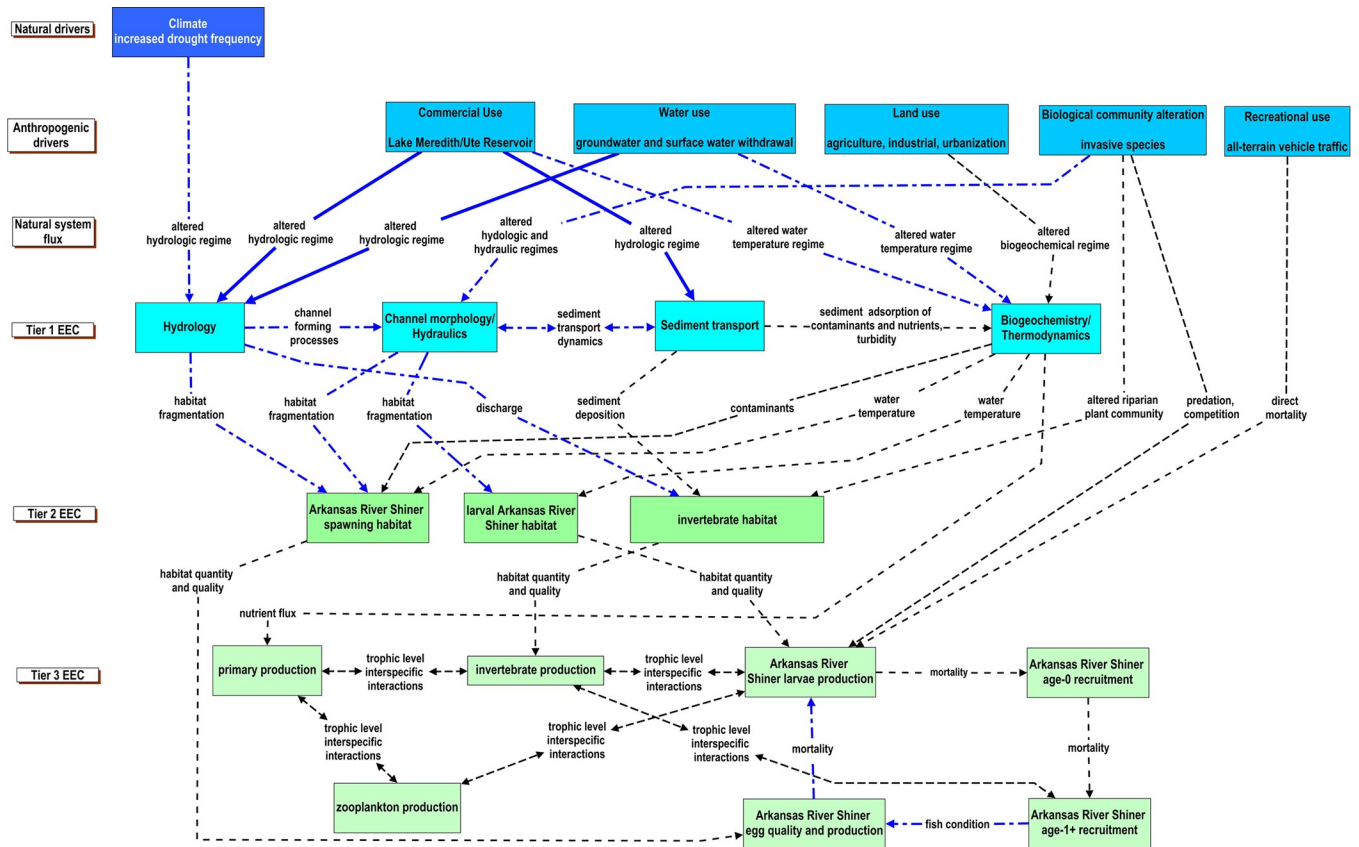 Natural drivers
Climate
increased drought frequency
Anthropogenic
drivers
Commercial Use
Lake Meredith/Ute Reservoir
Water use
groundwater and surface water withdrawal
Land use
agriculture, industrial, urbanization
Biological community alteration
invasive species
Recreational use
all-terrain vehicle traffic
Natural system
flux
altered
hydrologic regime
altered
hydrologic regime
altered
hydrologic regime
altered
hydologic and
hydraulic regimes
altered
hydrologic regime
altered water
temperature regime
altered water
temperature regime
altered
biogeochemical regime
Tier 1 EEC
Hydrology
channel
forming
processes
Channel morphology/
Hydraulics
sediment
transport
dynamics
Sediment transport
sediment adsorption of
contaminants and nutrients,
turbidity
Biogeochemistry/
Thermodynamics
habitat
fragmentation
habitat
fragmentation
habitat
fragmentation
discharge
sediment
deposition
contaminants
water
temperature
water
temperature
altered riparian
plant community
predation,
competition
direct
mortality
Tier 2 EEC
Arkansas River Shiner
spawning habitat
larval Arkansas River
Shiner habitat
invertebrate habitat
habitat quantity
and quality
habitat quantity
and quality
habitat quantity
and quality
nutrient flux
Tier 3 EEC
primary production
trophic level
interspecific
interactions
invertebrate production
trophic level
interspecific
interactions
Arkansas River
Shiner larvae production
mortality
Arkansas River Shiner
age-0 recruitment
trophic level
interspecific
interactions
trophic level
interspecific
interactions
trophic level
interspecific
interactions
mortality
mortality
zooplankton production
Arkansas River Shiner
egg quality and production
fish condition
Arkansas River Shiner
age-1+ recruitment